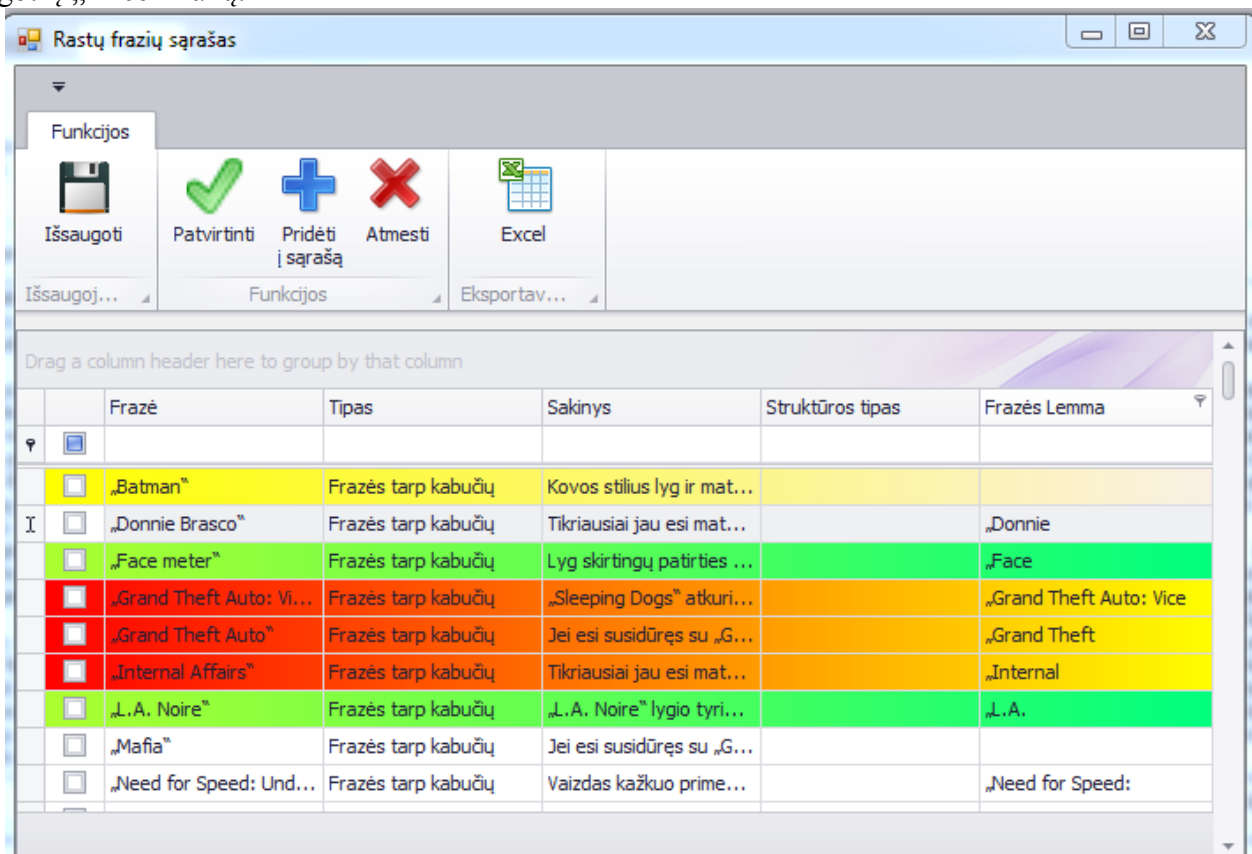 Rastų frazių sąrašas
Funkcijos
Išsaugoti Patvirtinti Pridėti į sąrašą Atmesti Excel
Išsaugoj... Funkcijos Eksportav...
Drag a column header here to group by that column
Frazė Tipas Sakinys Struktūros tipas Frazės Lemma
„Batman“ Frazės tarp kabučių Kovos stilius lyg ir mat...
„Donnie Brasco“ Frazės tarp kabučių Tikriausiai jau esi mat... „Donnie
„Face meter“ Frazės tarp kabučių Lyg skirtingų patirties ... „Face
„Grand Theft Auto: Vi... Frazės tarp kabučių „Sleeping Dogs“ atkuri... „Grand Theft Auto: Vice
„Grand Theft Auto“ Frazės tarp kabučių Jei esi susidūręs su „G... „Grand Theft
„Internal Affairs“ Frazės tarp kabučių Tikriausiai jau esi mat... „Internal
„L.A. Noire“ Frazės tarp kabučių „L.A. Noire“ lygio tyri... „L.A.
„Mafia“ Frazės tarp kabučių Jei esi susidūręs su „G...
„Need for Speed: Und... Frazės tarp kabučių Vaizdas kažkuo prime... „Need for Speed: